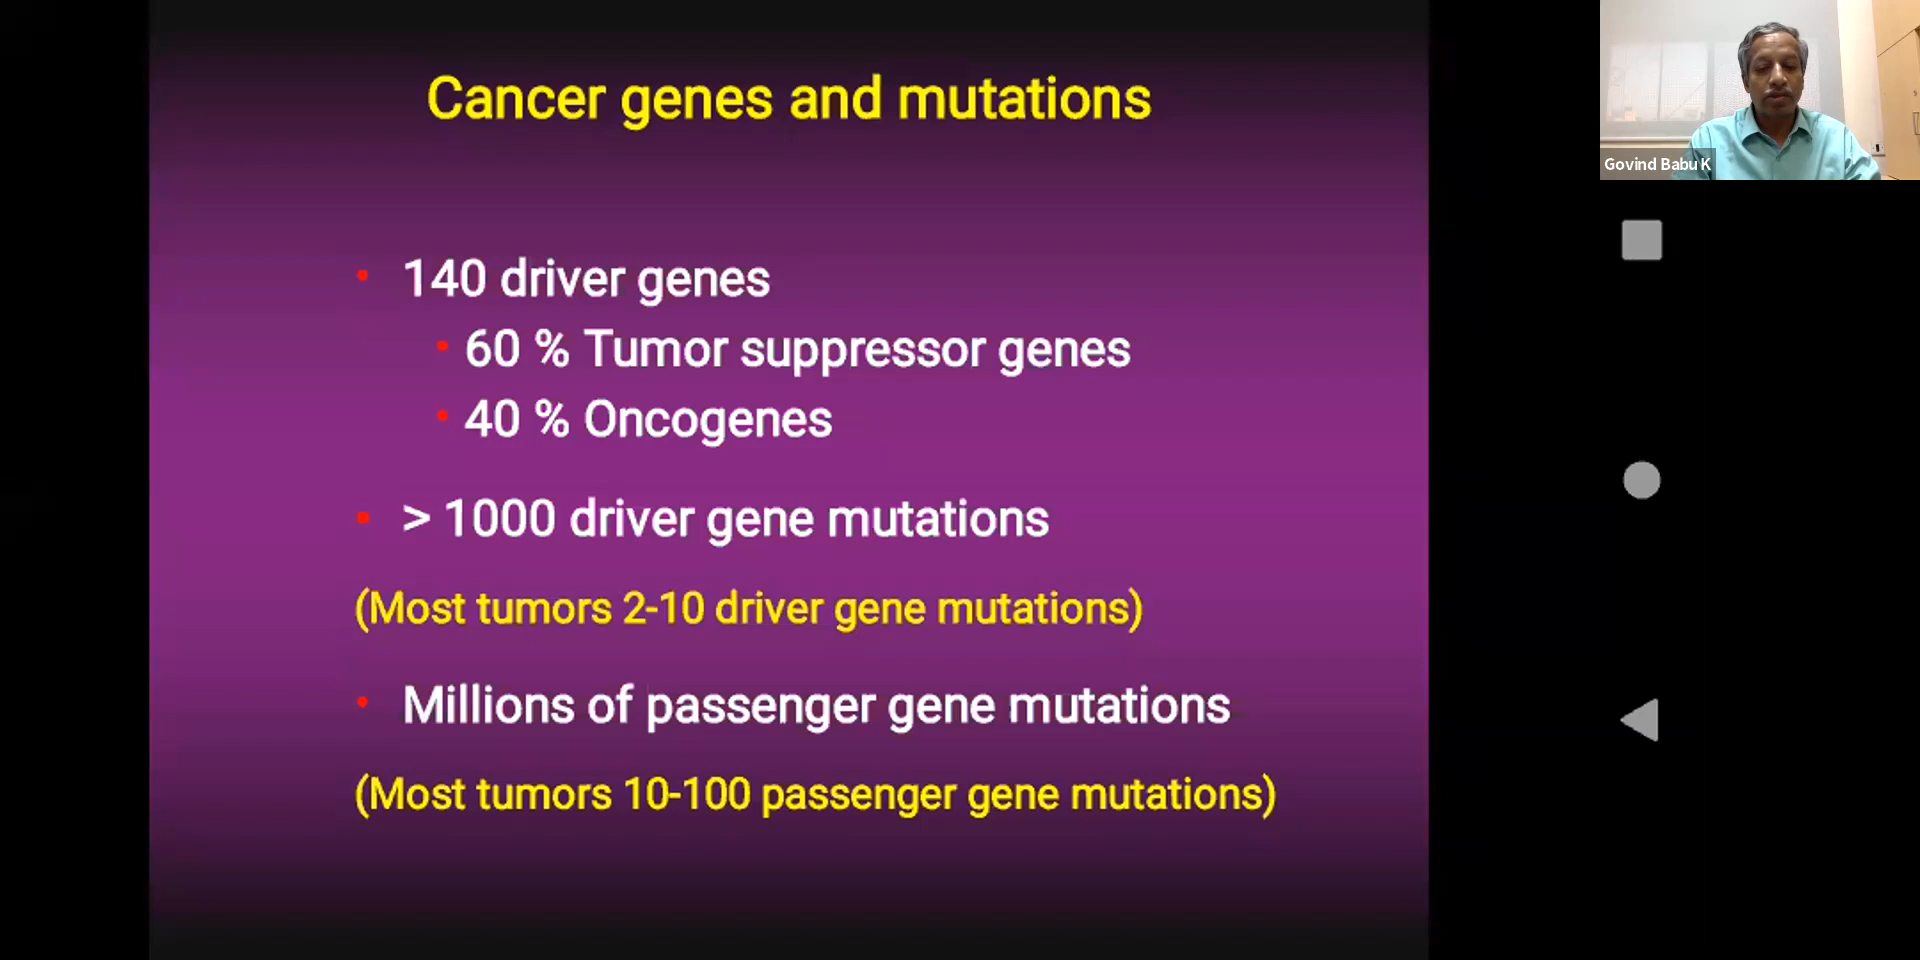 Cancer genes and mutations
• 140 driver genes
• 60 % Tumor suppressor genes
• 40 % Oncogenes
• > 1000 driver gene mutations
(Most tumors 2-10 driver gene mutations)
• Millions of passenger gene mutations
(Most tumors 10-100 passenger gene mutations)
Govind Babu K